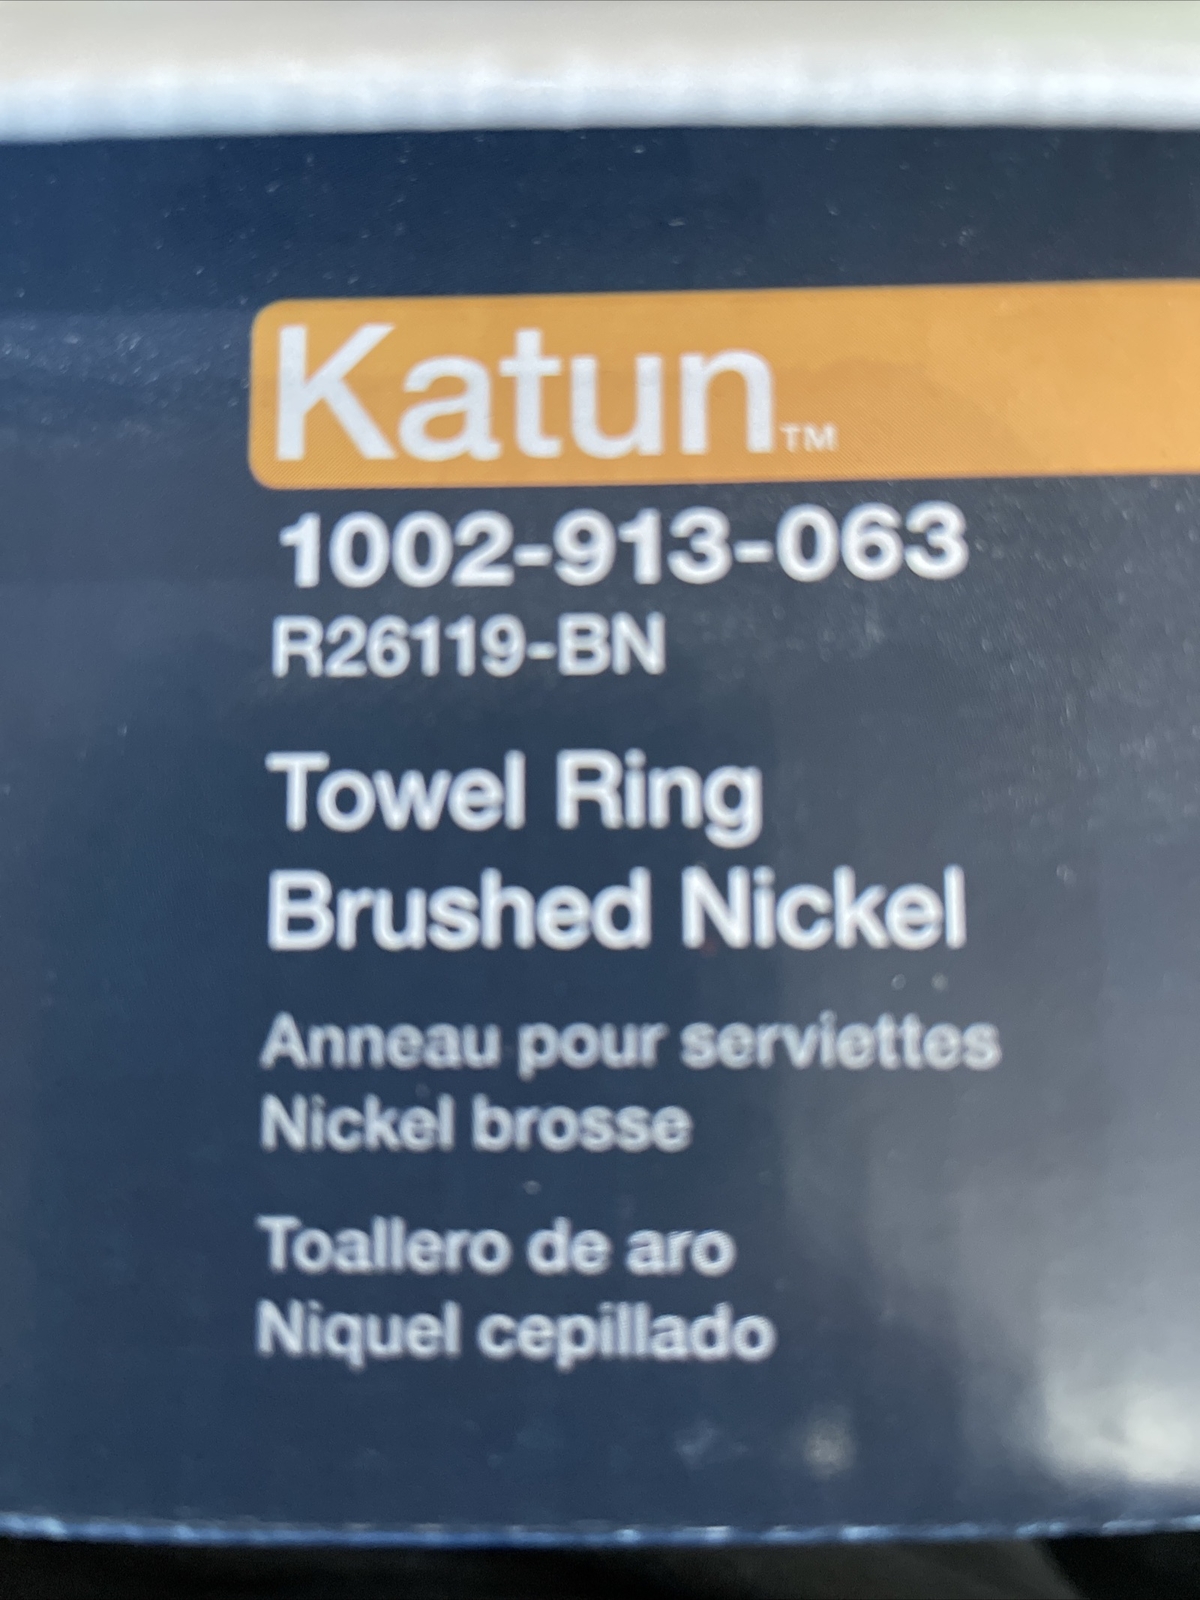 Katun™
1002-913-063
R26119-BN
Towel Ring
Brushed Nickel
Anneau pour serviettes
Nickel brosse
Toallero de aro
Niquel cepillado